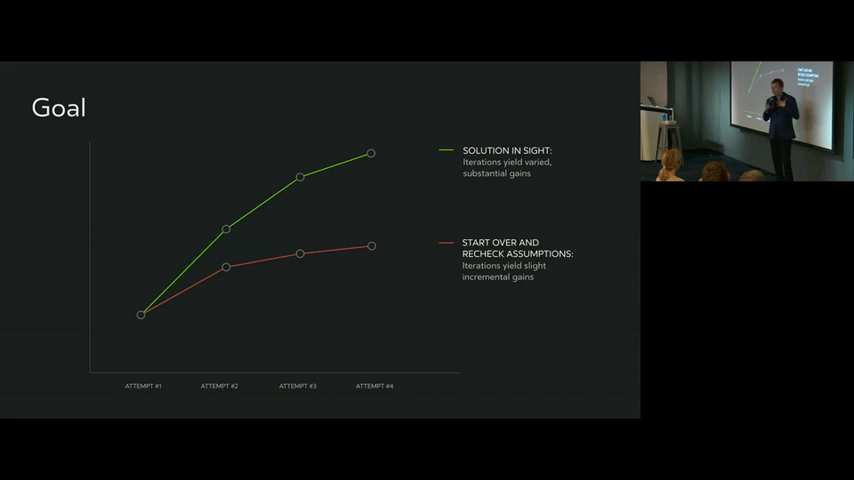 Goal
SOLUTION IN SIGHT:
Iterations yield varied,
substantial gains
START OVER AND
RECHECK ASSUMPTIONS:
Iterations yield slight
incremental gains
ATTEMPT #1
ATTEMPT #2
ATTEMPT #3
ATTEMPT #4